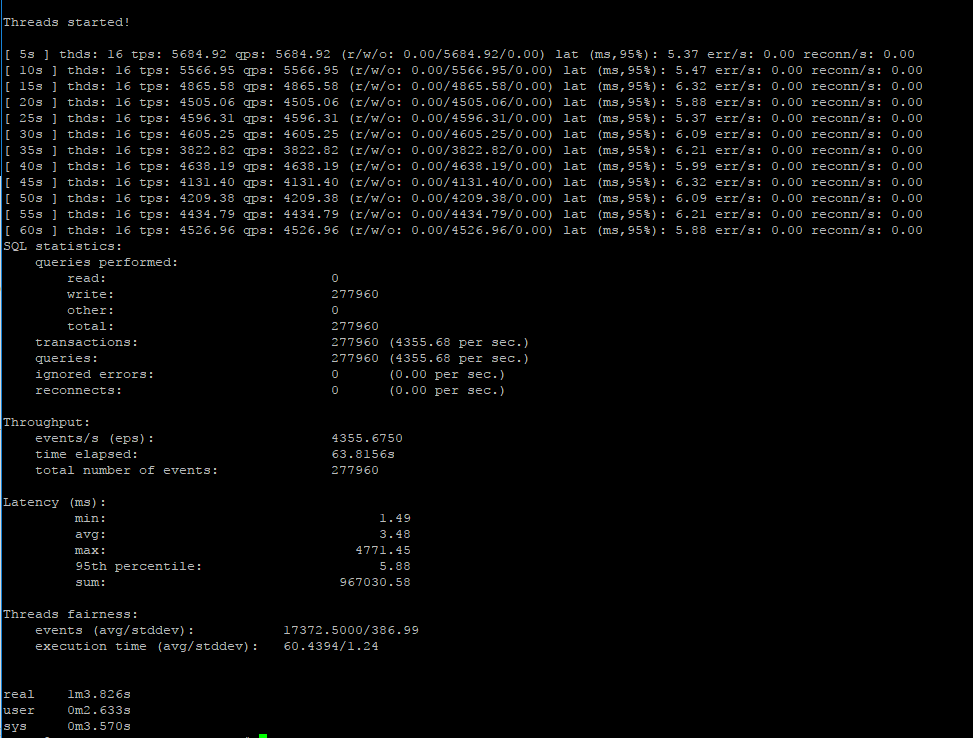 Threads started!
[ 5s ] thds: 16 tps: 5684.92 qps: 5684.92 (r/w/o: 0.00/5684.92/0.00) lat (ms,95%): 5.37 err/s: 0.00 reconn/s: 0.00
[ 10s ] thds: 16 tps: 5566.95 qps: 5566.95 (r/w/o: 0.00/5566.95/0.00) lat (ms,95%): 5.47 err/s: 0.00 reconn/s: 0.00
[ 15s ] thds: 16 tps: 4865.58 qps: 4865.58 (r/w/o: 0.00/4865.58/0.00) lat (ms,95%): 6.32 err/s: 0.00 reconn/s: 0.00
[ 20s ] thds: 16 tps: 4505.06 qps: 4505.06 (r/w/o: 0.00/4505.06/0.00) lat (ms,95%): 5.88 err/s: 0.00 reconn/s: 0.00
[ 25s ] thds: 16 tps: 4596.31 qps: 4596.31 (r/w/o: 0.00/4596.31/0.00) lat (ms,95%): 5.37 err/s: 0.00 reconn/s: 0.00
[ 30s ] thds: 16 tps: 4605.25 qps: 4605.25 (r/w/o: 0.00/4605.25/0.00) lat (ms,95%): 6.09 err/s: 0.00 reconn/s: 0.00
[ 35s ] thds: 16 tps: 3822.82 qps: 3822.82 (r/w/o: 0.00/3822.82/0.00) lat (ms,95%): 6.21 err/s: 0.00 reconn/s: 0.00
[ 40s ] thds: 16 tps: 4638.19 qps: 4638.19 (r/w/o: 0.00/4638.19/0.00) lat (ms,95%): 5.99 err/s: 0.00 reconn/s: 0.00
[ 45s ] thds: 16 tps: 4131.40 qps: 4131.40 (r/w/o: 0.00/4131.40/0.00) lat (ms,95%): 6.32 err/s: 0.00 reconn/s: 0.00
[ 50s ] thds: 16 tps: 4209.38 qps: 4209.38 (r/w/o: 0.00/4209.38/0.00) lat (ms,95%): 6.09 err/s: 0.00 reconn/s: 0.00
[ 55s ] thds: 16 tps: 4434.79 qps: 4434.79 (r/w/o: 0.00/4434.79/0.00) lat (ms,95%): 6.21 err/s: 0.00 reconn/s: 0.00
[ 60s ] thds: 16 tps: 4526.96 qps: 4526.96 (r/w/o: 0.00/4526.96/0.00) lat (ms,95%): 5.88 err/s: 0.00 reconn/s: 0.00
SQL statistics:
queries performed:
read: 0
write: 277960
other: 0
total: 277960
transactions: 277960 (4355.68 per sec.)
queries: 277960 (4355.68 per sec.)
ignored errors: 0 (0.00 per sec.)
reconnects: 0 (0.00 per sec.)
Throughput:
events/s (eps): 4355.6750
time elapsed: 63.8156s
total number of events: 277960
Latency (ms):
min: 1.49
avg: 3.48
max: 4771.45
95th percentile: 5.88
sum: 967030.58
Threads fairness:
events (avg/stddev): 17372.5000/386.99
execution time (avg/stddev): 60.4394/1.24
real 1m3.826s
user 0m2.633s
sys 0m3.570s